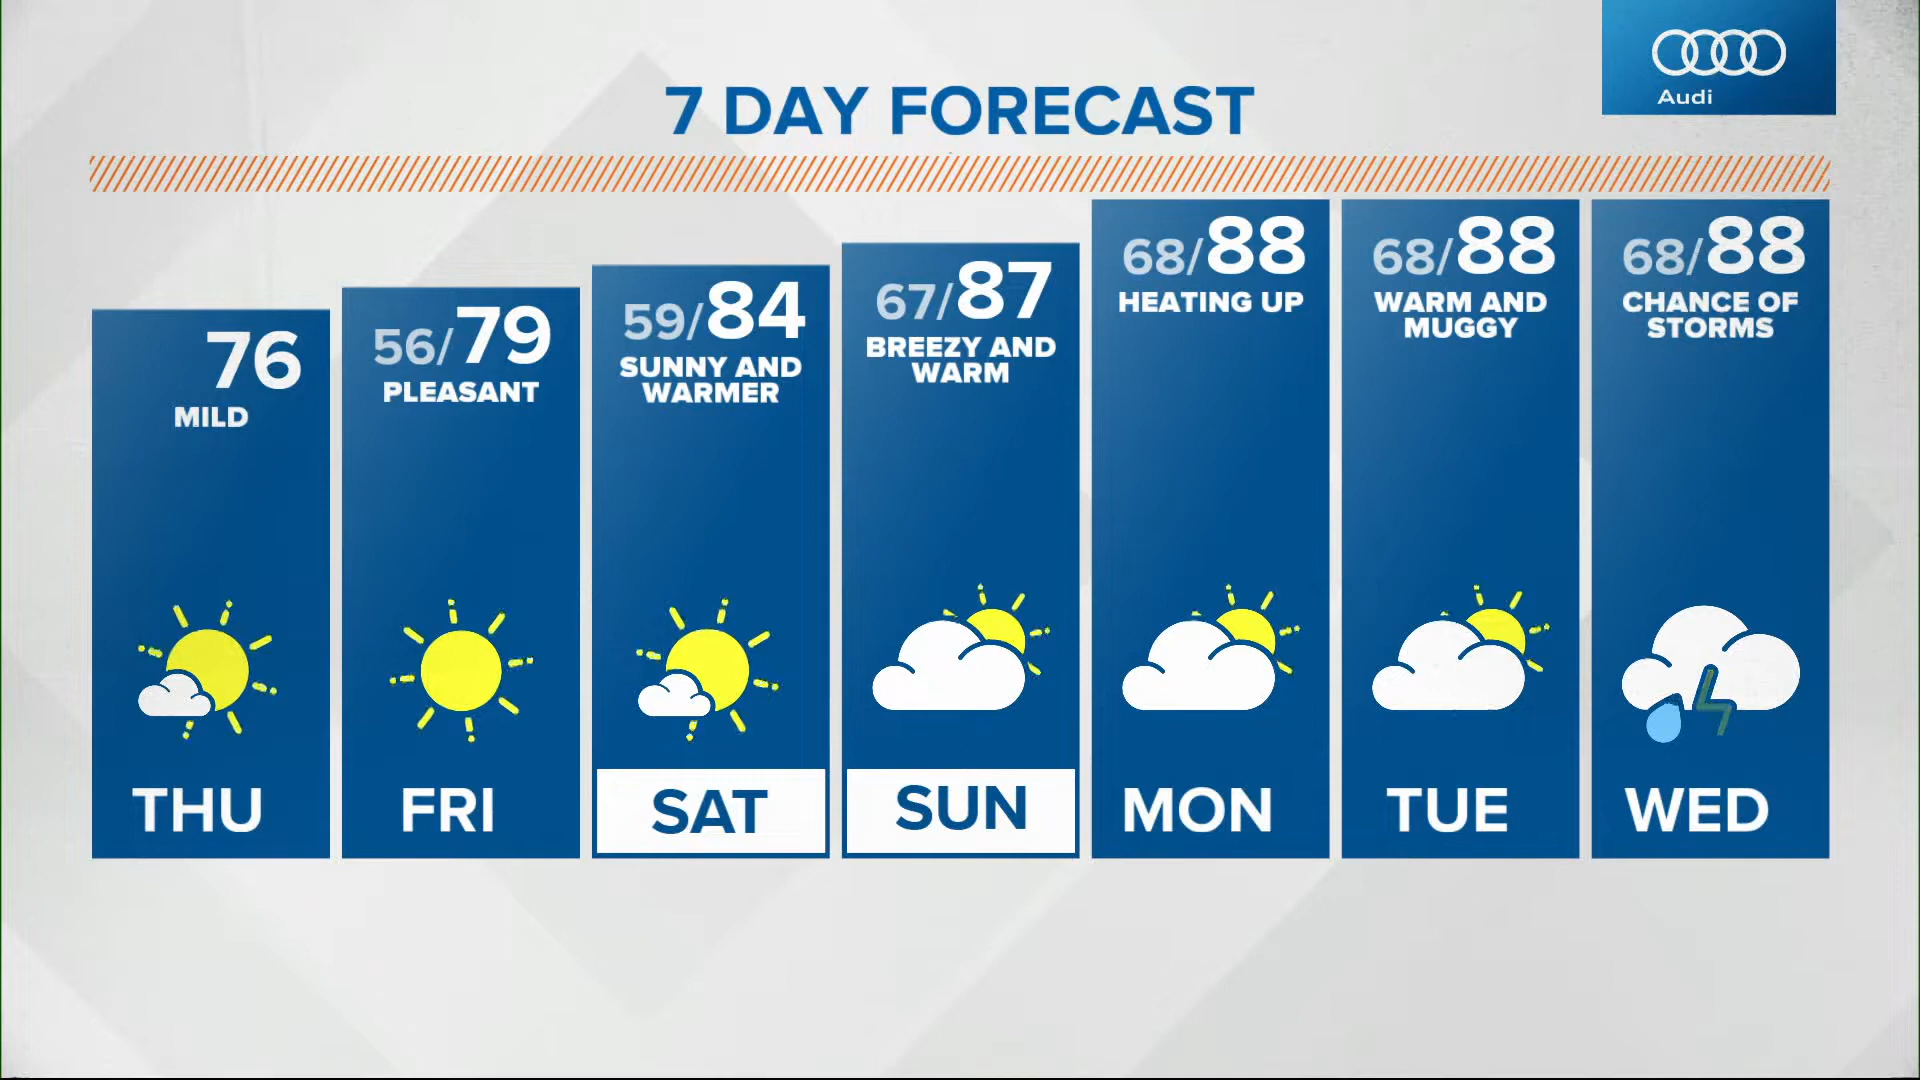 Audi
7 DAY FORECAST
76
MILD
56/79
PLEASANT
59/84
SUNNY AND
WARMER
67/87
BREEZY AND
WARM
68/88
HEATING UP
68/88
WARM AND
MUGGY
68/88
CHANCE OF
STORMS
THU
FRI
SAT
SUN
MON
TUE
WED